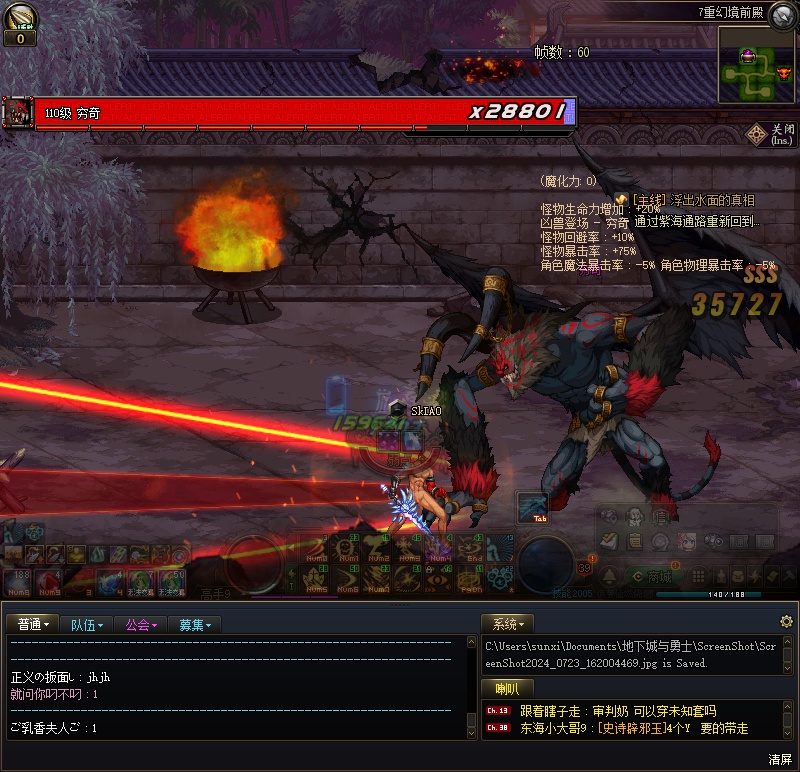 7重幻境前殿
0
帧数 : 60
110级 穷奇
x28801
关闭
(Ins.)
(魔化力: 0)
[主线] 浮出水面的真相
怪物生命力增加 : +20%
凶兽登场 - 穷奇
通过紫海通路重新回到...
怪物回避率 : +10%
怪物暴击率 : +75%
角色魔法暴击率 : -5% 角色物理暴击率 : -5%
SSS
35727
SkIAO
Tab
商城
39
140/188
普通
队伍
公会
募集
系统
C:\Users\sunxi\Documents\地下城与勇士\ScreenShot\Scr
eenShot2024_0723_162004469.jpg is Saved.
正义の扳面し : jhjh
就问你叼不叼 : 1
ご乳香夫人ご : 1
喇叭
Ch.13 跟着瞎子走 : 审判奶 可以穿未知套吗
Ch.38 东海小大哥9 : [史诗辟邪玉]4个Y 要的带走
清屏